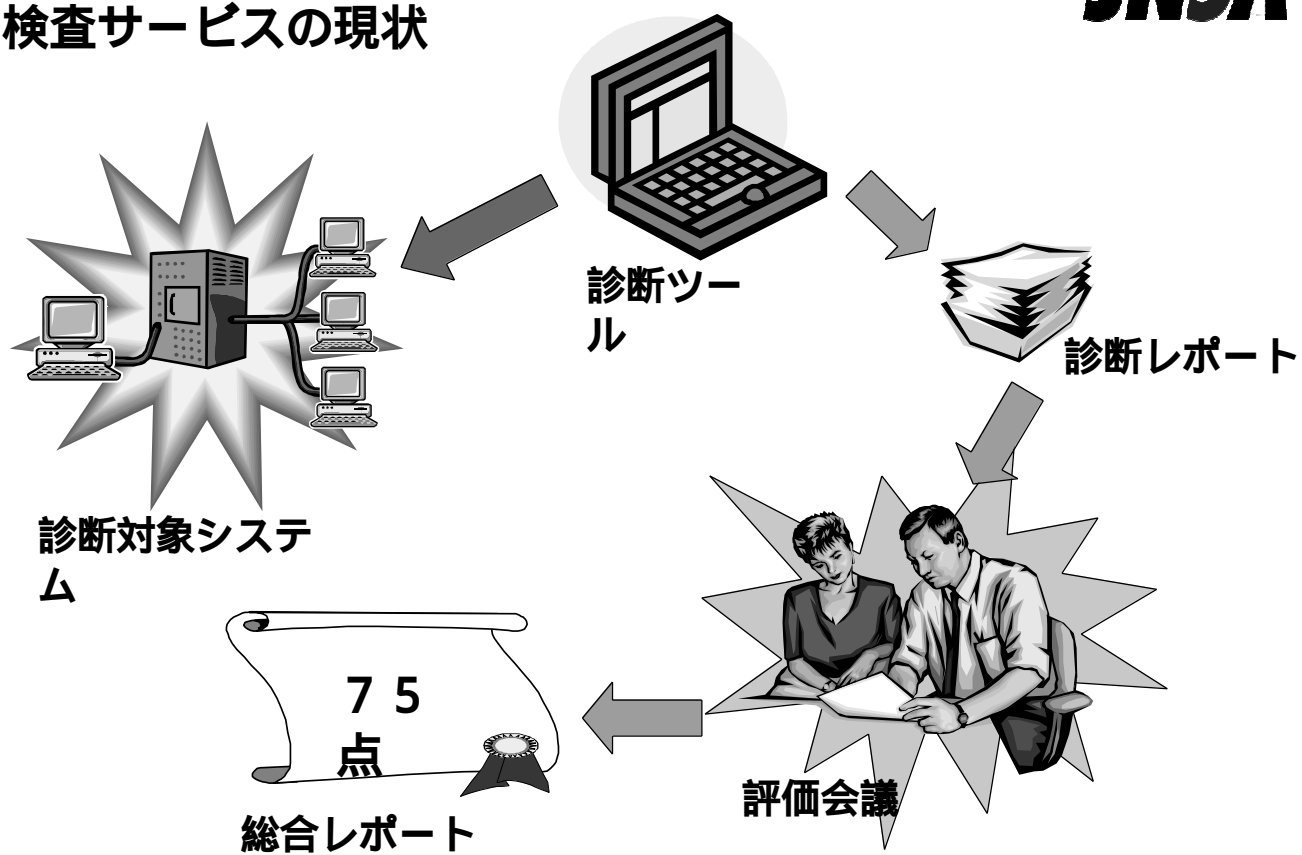 検査サービスの現状
診断ツー
ル
診断レポート
診断対象システ
ム
７５
点
評価会議
総合レポート